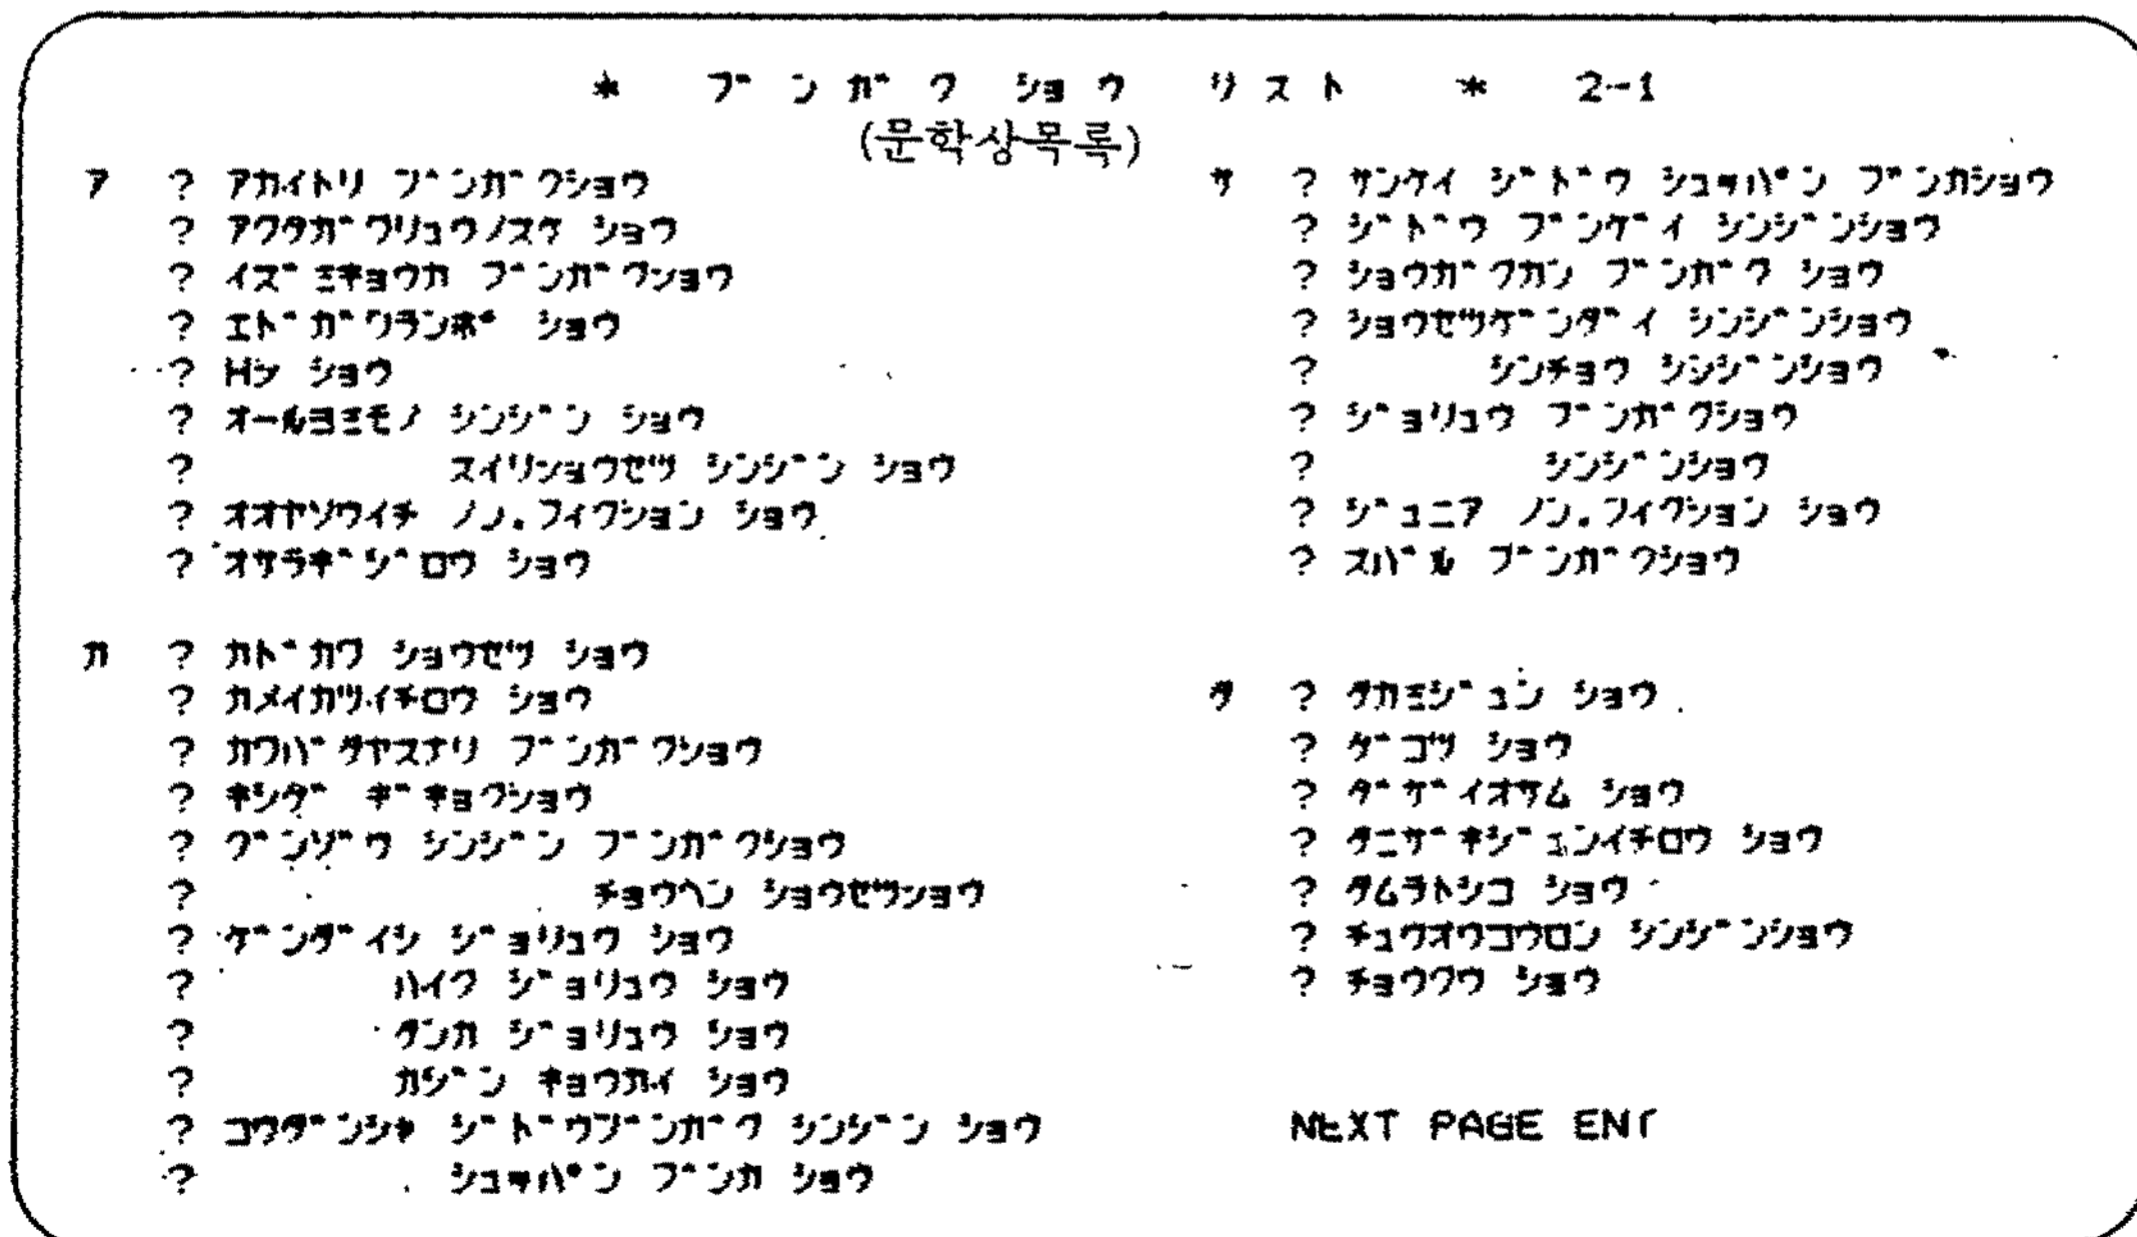 * ブンガク ショウ リスト * 2-1
(문학상목록)
ア ? アカイトリ ブンガクショウ
? アクタガワリュウノスケ ショウ
? イズミキョウカ ブンガクショウ
? エドガワランポ ショウ
? Hシ ショウ
? オールヨミモノ シンジン ショウ
? スイリショウセツ シンジン ショウ
? オオヤソウイチ ノン.フィクション ショウ
? オサラギジロウ ショウ
カ ? カドカワ ショウセツ ショウ
? カメイカツイチロウ ショウ
? カワバタヤスナリ ブンガクショウ
? キシダ ギキョクショウ
? グンゾウ シンジン ブンガクショウ
? チョウヘン ショウセツショウ
? ゲンダイシ ジョリュウ ショウ
? ハイク ジョリュウ ショウ
? タンカ ジョリュウ ショウ
? カジン キョウカイ ショウ
? コウダンシャ ジドウブンガク シンジン ショウ
? シュッパン ブンカ ショウ
サ ? サンケイ ジドウ シュッパン ブンカショウ
? ジドウ ブンゲイ シンジンショウ
? ショウガクカン ブンガク ショウ
? ショウセツゲンダイ シンジンショウ
? シンチョウ シンジンショウ
? ジョリュウ ブンガクショウ
? シンジンショウ
? ジュニア ノン.フィクション ショウ
? スバル ブンガクショウ
タ ? タカミジュン ショウ
? ダコツ ショウ
? ダザイオサム ショウ
? タニザキジュンイチロウ ショウ
? タムラトシコ ショウ
? チュウオウコウロン シンジンショウ
? チョウクウ ショウ
NEXT PAGE ENT